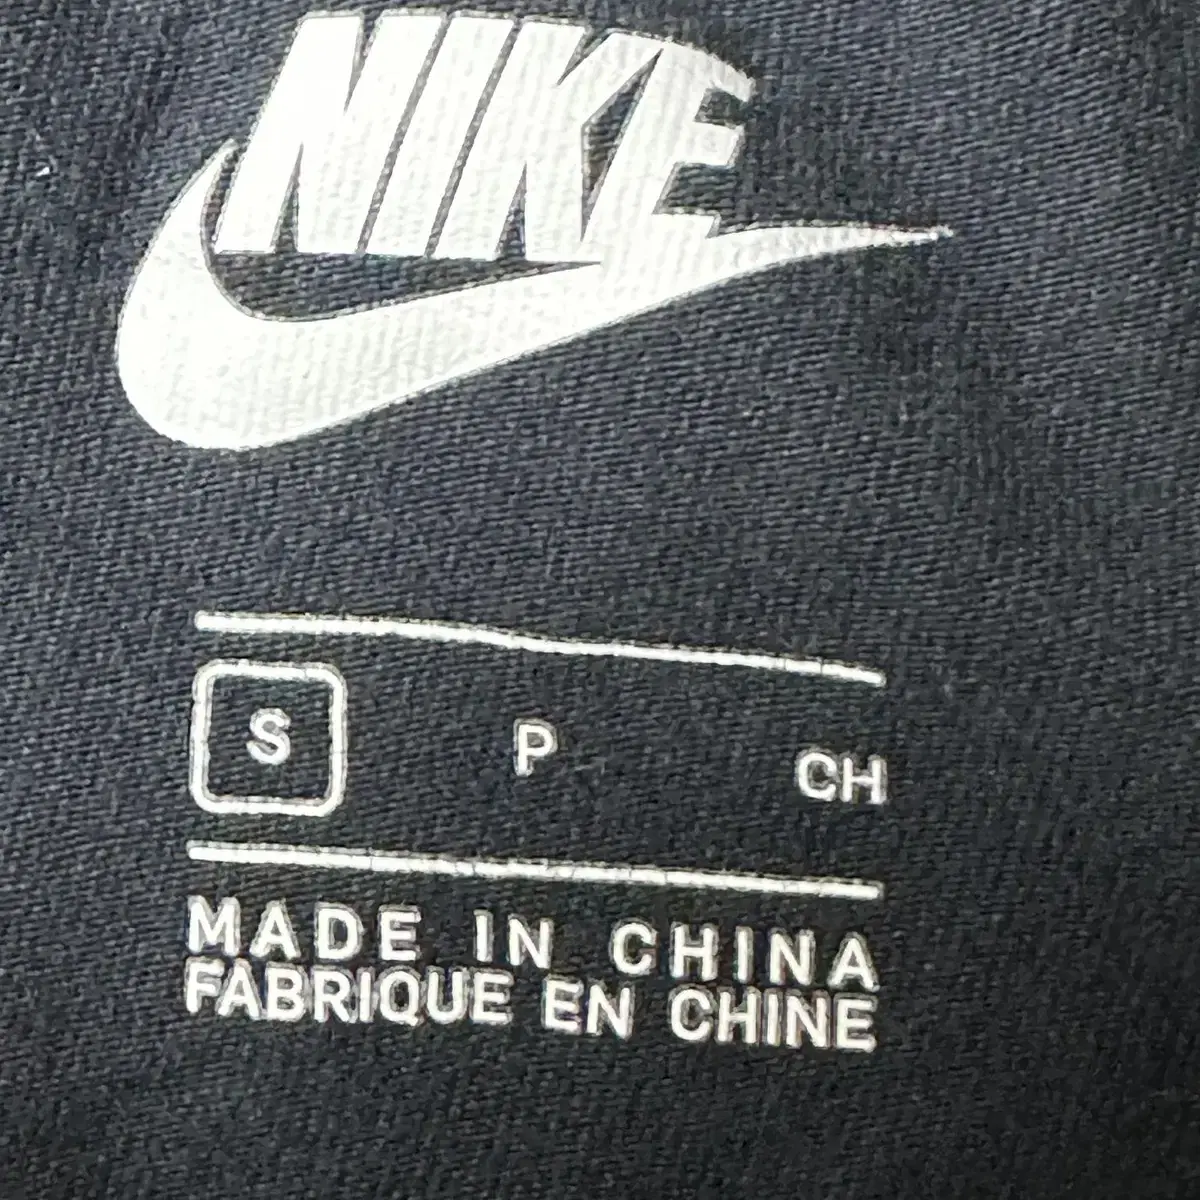 NIKE
S P CH
MADE IN CHINA
FABRIQUE EN CHINE